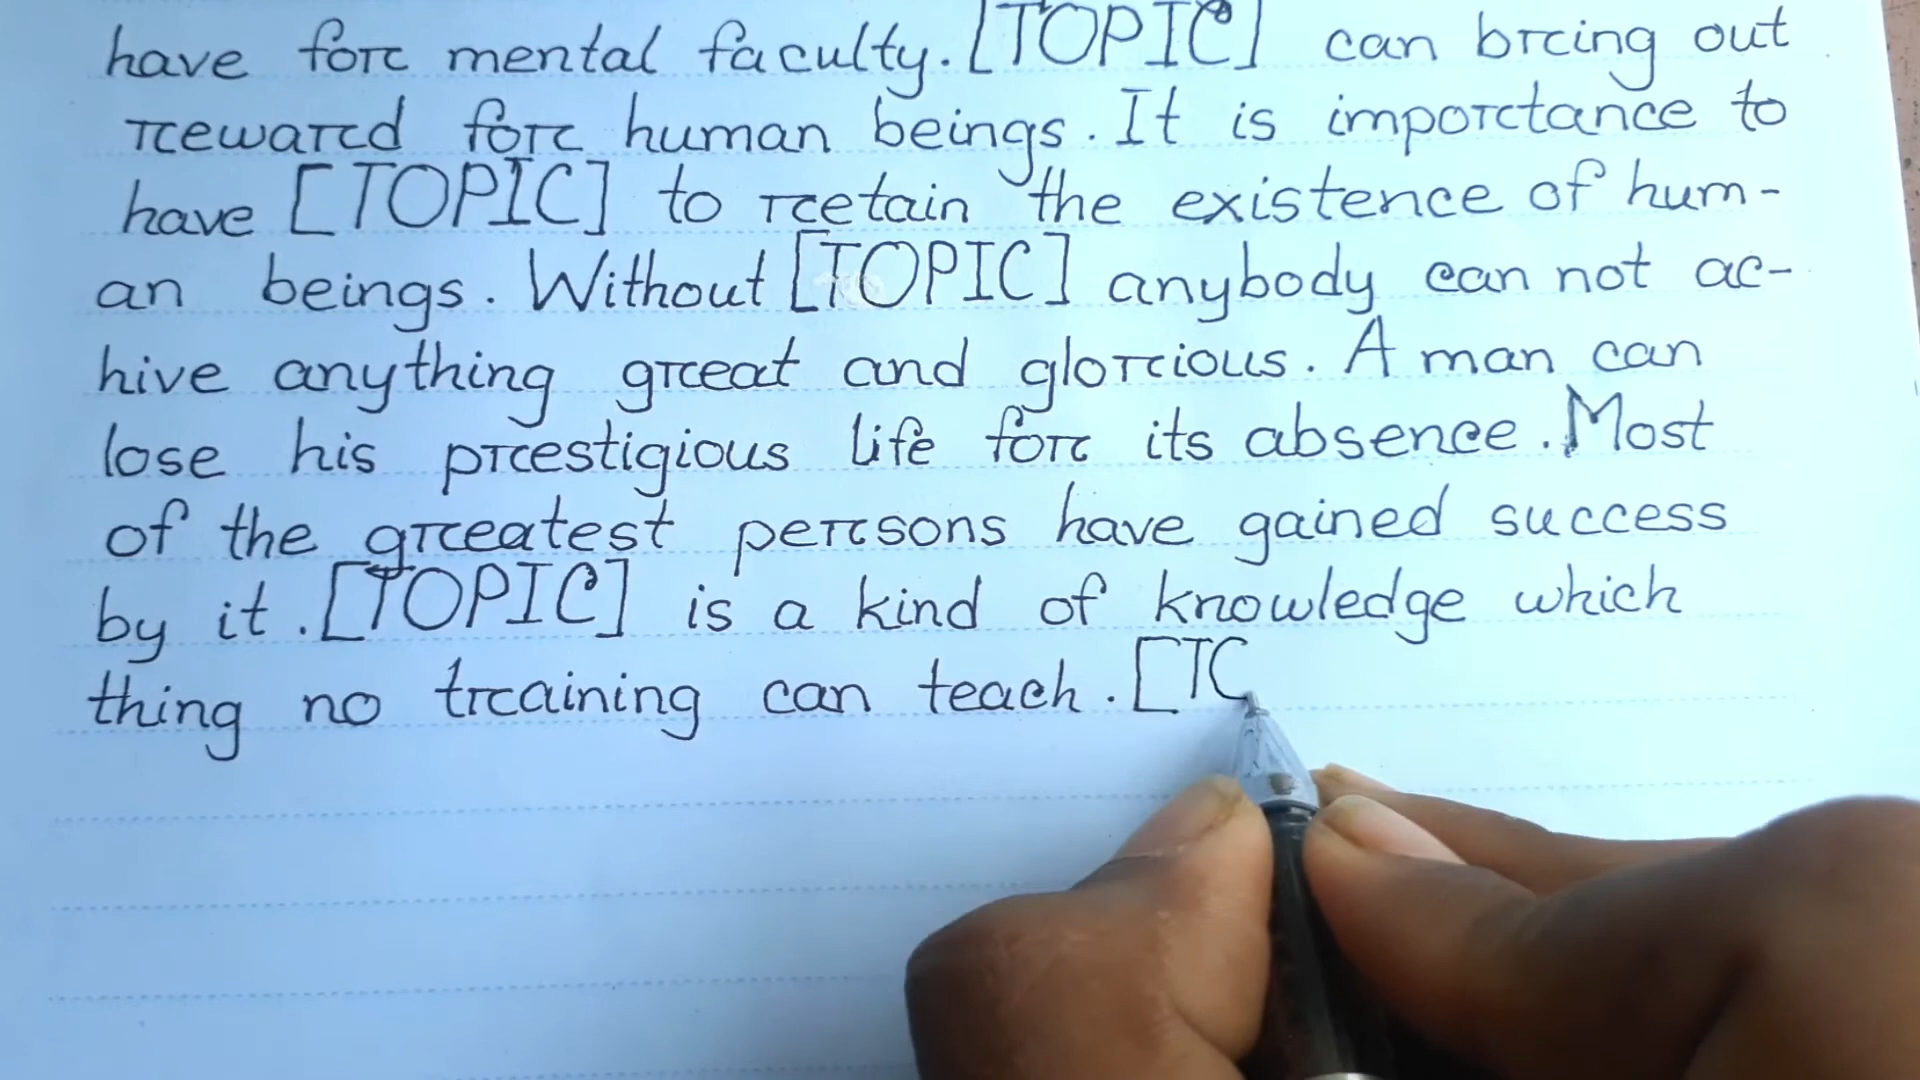 have for mental faculty. [TOPIC] can bring out
reward for human beings. It is importance to
have [TOPIC] to retain the existence of hum-
an beings. Without [TOPIC] anybody can not ac-
hive anything great and glorious. A man can
lose his prestigious life for its absence. Most
of the greatest persons have gained success
by it. [TOPIC] is a kind of knowledge which
thing no training can teach. [TO